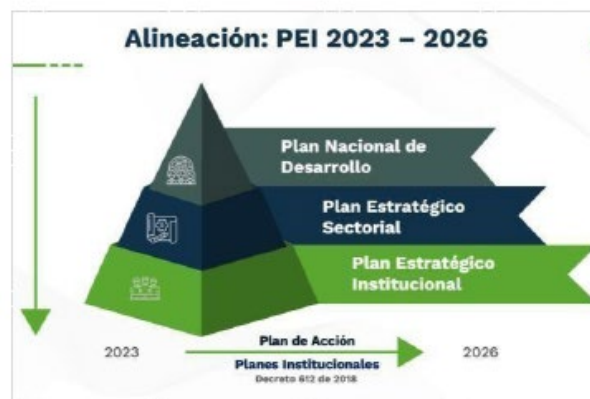 Alineación: PEI 2023 – 2026
Plan Nacional de
Desarrollo
Plan Estratégico
Sectorial
Plan Estratégico
Institucional
2023
Plan de Acción
2026
Planes Institucionales
Decreto 612 de 2018